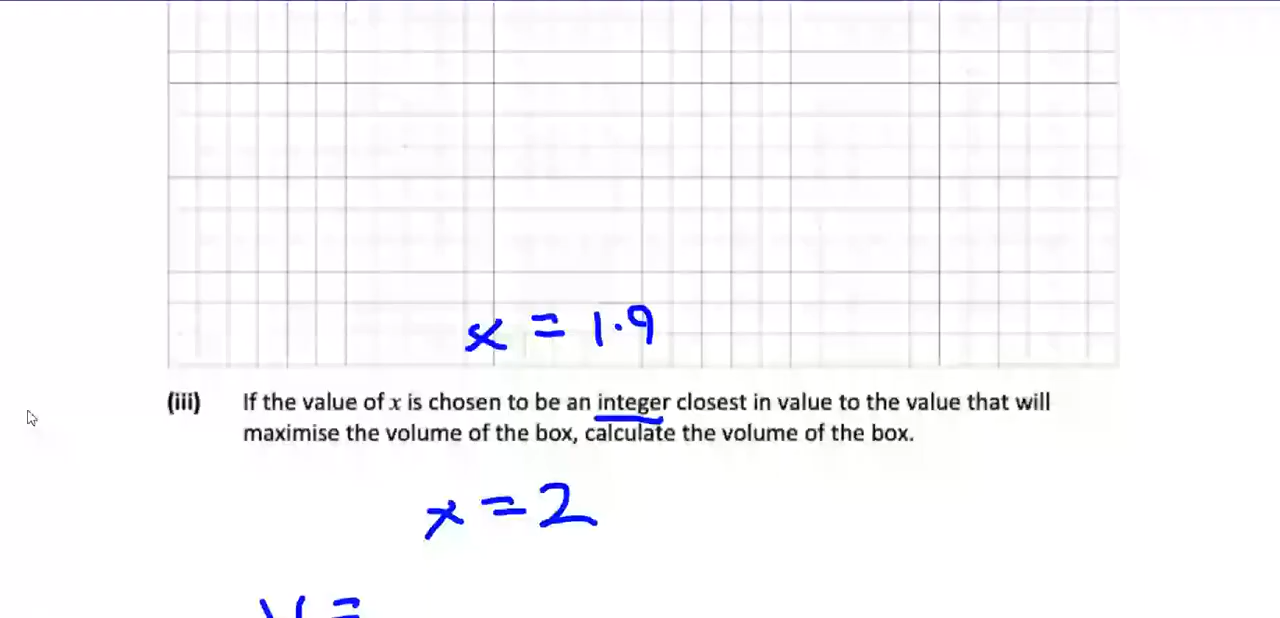 x = 1.9
(iii) If the value of x is chosen to be an integer closest in value to the value that will
maximise the volume of the box, calculate the volume of the box.
x = 2
V =